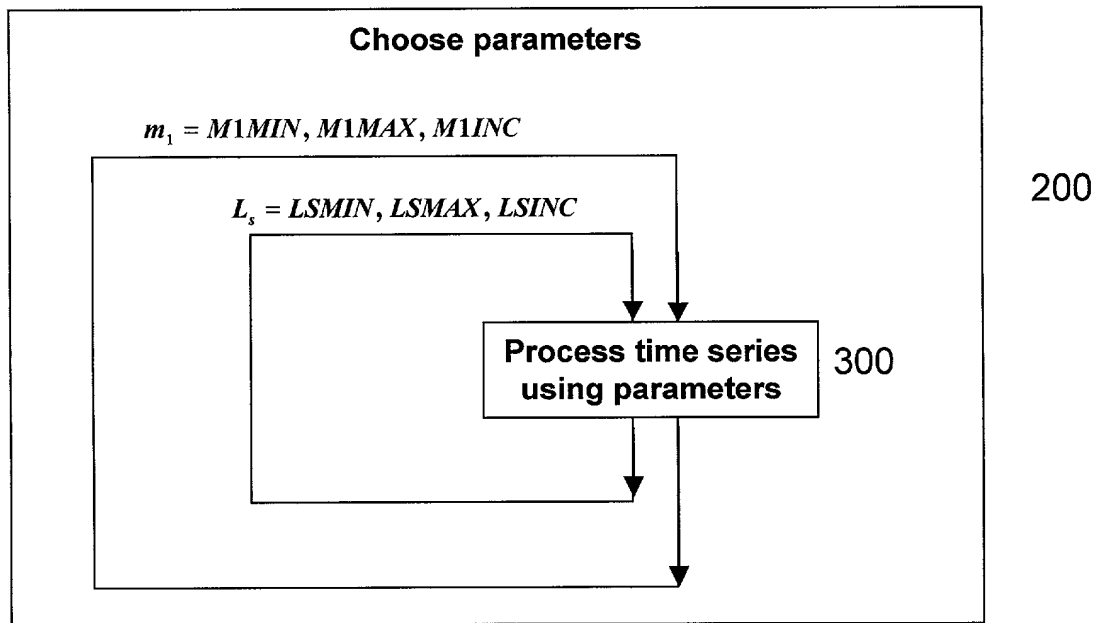 Choose parameters
m₁ = M1MIN, M1MAX, M1INC
200
Lₛ = LSMIN, LSMAX, LSINC
Process time series
using parameters
300